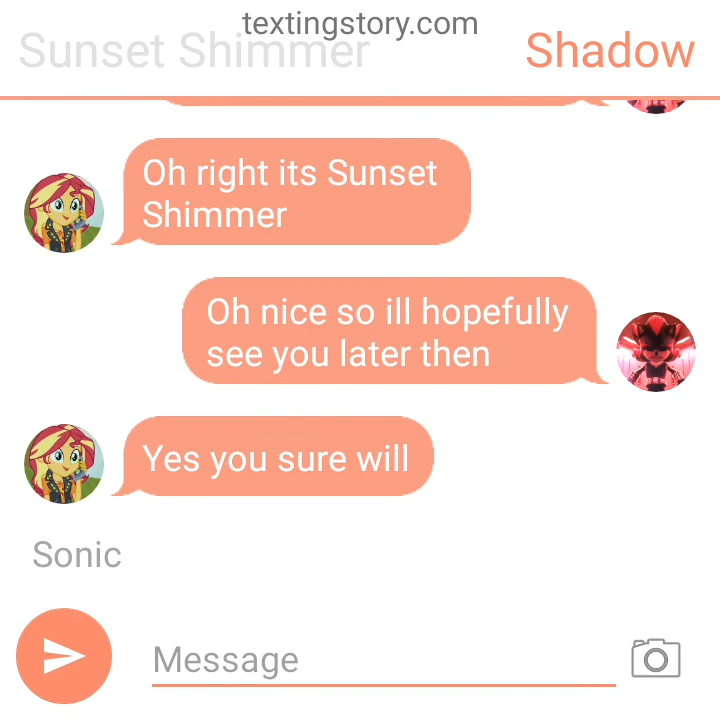 textingstory.com
Sunset Shimmer
Shadow
Oh right its Sunset
Shimmer
Oh nice so ill hopefully
see you later then
Yes you sure will
Sonic
Message